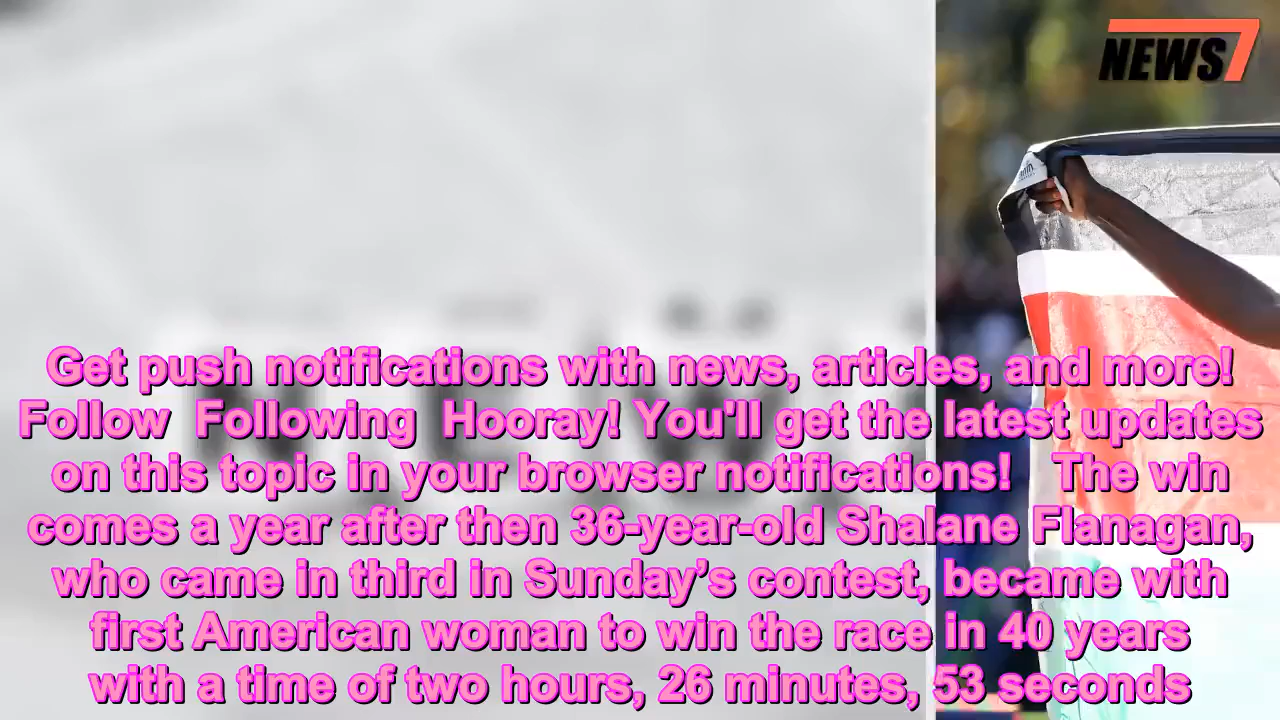 NEWS7
Get push notifications with news, articles, and more!
Follow  Following  Hooray! You'll get the latest updates
on this topic in your browser notifications!   The win
comes a year after then 36-year-old Shalane Flanagan,
who came in third in Sunday’s contest, became with
first American woman to win the race in 40 years
with a time of two hours, 26 minutes, 53 seconds